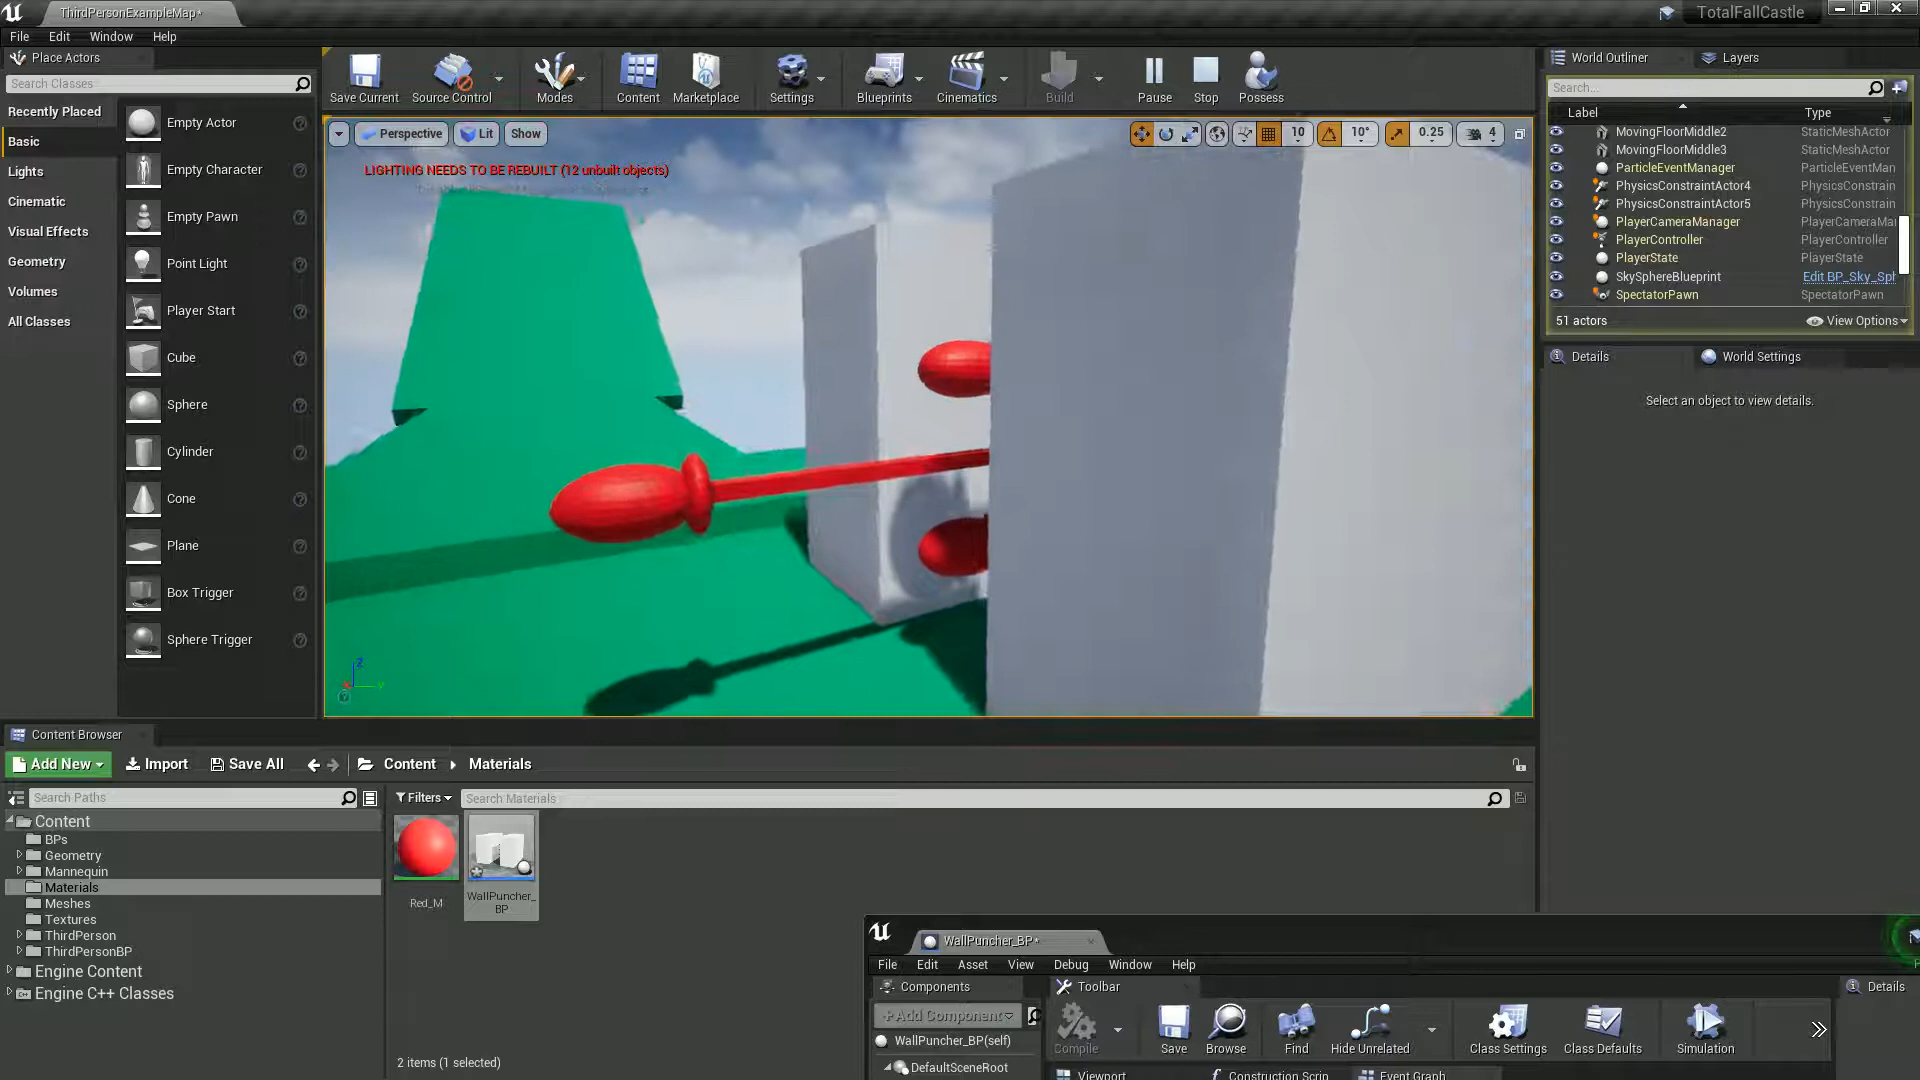 ThirdPersonExampleMap*
TotalFallCastle
File Edit Window Help
Place Actors
Search Classes
Recently Placed
Basic
Lights
Cinematic
Visual Effects
Geometry
Volumes
All Classes
Empty Actor
Empty Character
Empty Pawn
Point Light
Player Start
Cube
Sphere
Cylinder
Cone
Plane
Box Trigger
Sphere Trigger
Save Current Source Control Modes Content Marketplace Settings Blueprints Cinematics Build Pause Stop Possess
Perspective Lit Show
10 10° 0.25 4
LIGHTING NEEDS TO BE REBUILT (12 unbuilt objects)
Z
X Y
World Outliner Layers
Search...
Label Type
MovingFloorMiddle2 StaticMeshActor
MovingFloorMiddle3 StaticMeshActor
ParticleEventManager ParticleEventMan
PhysicsConstraintActor4 PhysicsConstrain
PhysicsConstraintActor5 PhysicsConstrain
PlayerCameraManager PlayerCameraMa
PlayerController PlayerController
PlayerState PlayerState
SkySphereBlueprint Edit BP_Sky_Sph
SpectatorPawn SpectatorPawn
51 actors View Options
Details World Settings
Select an object to view details.
Content Browser
Add New Import Save All Content Materials
Search Paths
Filters Search Materials
Content
BPs
Geometry
Mannequin
Materials
Meshes
Textures
ThirdPerson
ThirdPersonBP
Engine Content
Engine C++ Classes
Red_M
WallPuncher_
BP
2 items (1 selected)
WallPuncher_BP*
File Edit Asset View Debug Window Help
Components Toolbar Details
+Add Component
WallPuncher_BP(self)
DefaultSceneRoot
Compile Save Browse Find Hide Unrelated Class Settings Class Defaults Simulation
Viewport Construction Scrip Event Graph